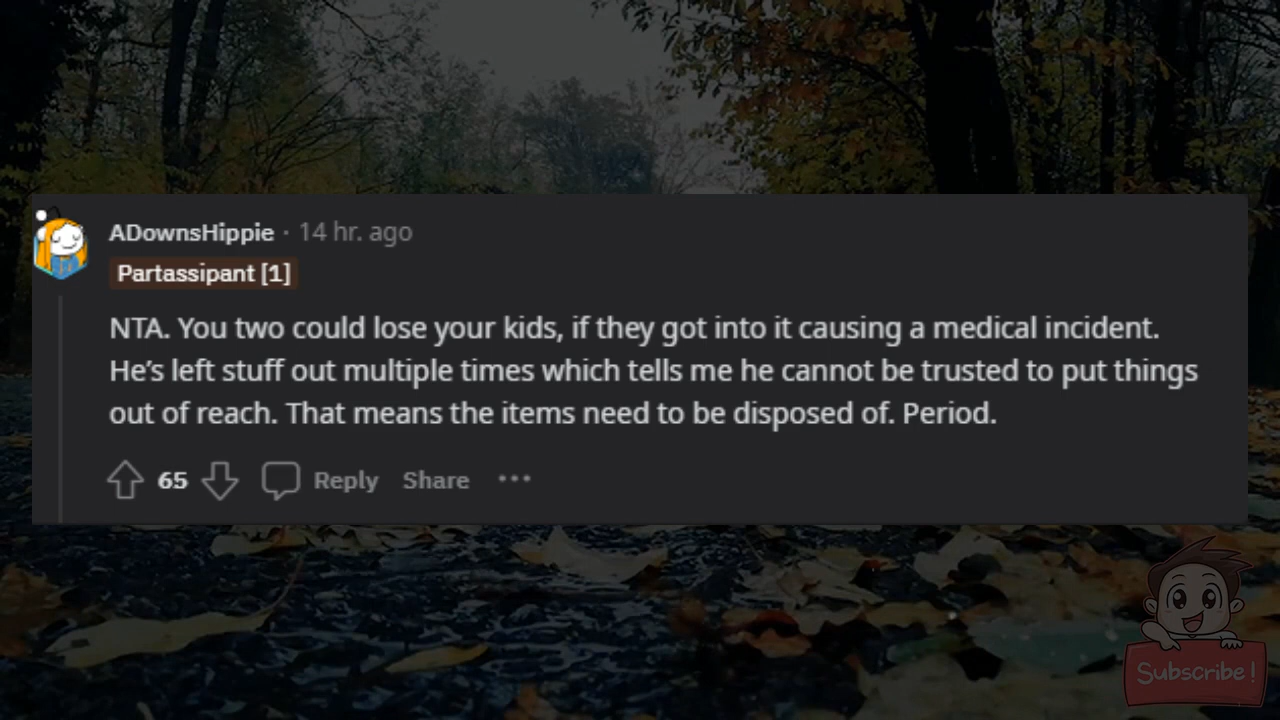 ADownsHippie · 14 hr. ago
Partassipant [1]
NTA. You two could lose your kids, if they got into it causing a medical incident.
He’s left stuff out multiple times which tells me he cannot be trusted to put things
out of reach. That means the items need to be disposed of. Period.
65 Reply Share ···
Subscribe!